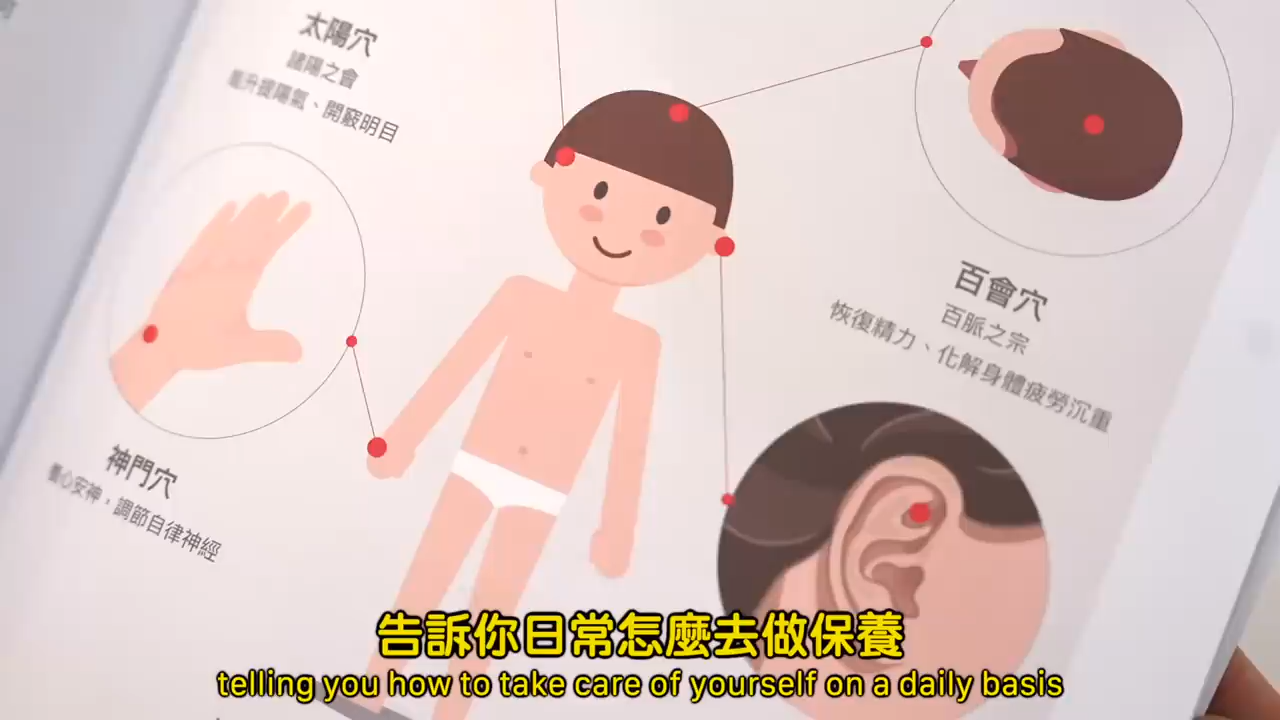 太陽穴
諸陽之會
能升提陽氣、開竅明目
百會穴
百脈之宗
恢復精力、化解身體疲勞沉重
神門穴
養心安神，調節自律神經
告訴你日常怎麼去做保養
telling you how to take care of yourself on a daily basis